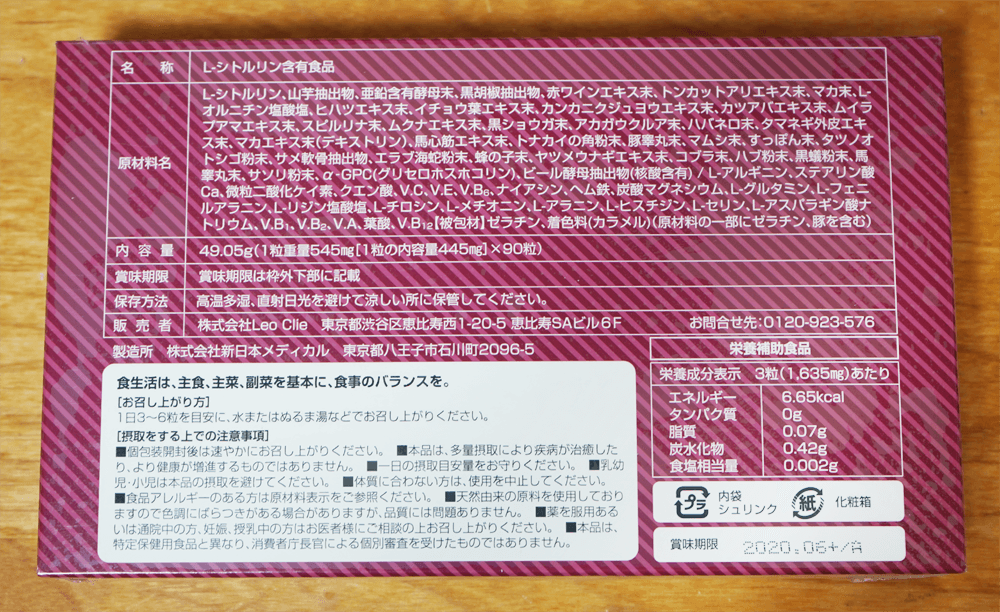 名 称 L-シトルリン含有食品
原材料名
L-シトルリン、山芋抽出物、亜鉛含有酵母末、黒胡椒抽出物、赤ワインエキス末、トンカットアリエキス末、マカ末、L-
オルニチン塩酸塩、ヒハツエキス末、イチョウ葉エキス末、カンカニクジュヨウエキス末、カツアバエキス末、ムイラ
プアマエキス末、スピルリナ末、ムクナエキス末、黒ショウガ末、アカガウクルア末、ハバネロ末、タマネギ外皮エキ
ス末、マカエキス末(デキストリン)、馬心筋エキス末、トナカイの角粉末、豚睾丸末、マムシ末、すっぽん末、タツノオ
トシゴ粉末、サメ軟骨抽出物、エラブ海蛇粉末、蜂の子末、ヤツメウナギエキス末、コブラ末、ハブ粉末、黒蟻粉末、馬
睾丸末、サソリ粉末、α-GPC(グリセロホスホコリン)、ビール酵母抽出物(核酸含有) / L-アルギニン、ステアリン酸
Ca、微粒二酸化ケイ素、クエン酸、V.C、V.E、V.B₆、ナイアシン、ヘム鉄、炭酸マグネシウム、L-グルタミン、L-フェニ
ルアラニン、L-リジン塩酸塩、L-チロシン、L-メチオニン、L-アラニン、L-ヒスチジン、L-セリン、L-アスパラギン酸ナ
トリウム、V.B₁、V.B₂、V.A、葉酸、V.B₁₂【被包材】ゼラチン、着色料(カラメル)(原材料の一部にゼラチン、豚を含む)
内 容 量 49.05g(1粒重量545㎎[1粒の内容量445㎎]×90粒)
賞味期限 賞味期限は枠外下部に記載
保存方法 高温多湿、直射日光を避けて涼しい所に保管してください。
販 売 者 株式会社Leo Clie 東京都渋谷区恵比寿西1-20-5 恵比寿SAビル6F お問合せ先:0120-923-576
製造所 株式会社新日本メディカル 東京都八王子市石川町2096-5
食生活は、主食、主菜、副菜を基本に、食事のバランスを。
[お召し上がり方]
1日3~6粒を目安に、水またはぬるま湯などでお召し上がりください。
[摂取をする上での注意事項]
■個包装開封後は速やかにお召し上がりください。 ■本品は、多量摂取により疾病が治癒した
り、より健康が増進するものではありません。 ■一日の摂取目安量をお守りください。 ■乳幼
児・小児は本品の摂取を避けてください。 ■体質に合わない方は、使用を中止してください。
■食品アレルギーのある方は原材料表示をご参照ください。 ■天然由来の原料を使用しており
ますので色調にばらつきがある場合がありますが、品質には問題ありません。 ■薬を服用ある
いは通院中の方、妊娠、授乳中の方はお医者様にご相談の上お召し上がりください。 ■本品は、
特定保健用食品と異なり、消費者庁長官による個別審査を受けたものではありません。
栄養補助食品
栄養成分表示 3粒(1,635㎎)あたり
エネルギー 6.65kcal
タンパク質 0g
脂質 0.07g
炭水化物 0.42g
食塩相当量 0.002g
プラ 内袋
シュリンク
紙 化粧箱
賞味期限 2020.06+/A